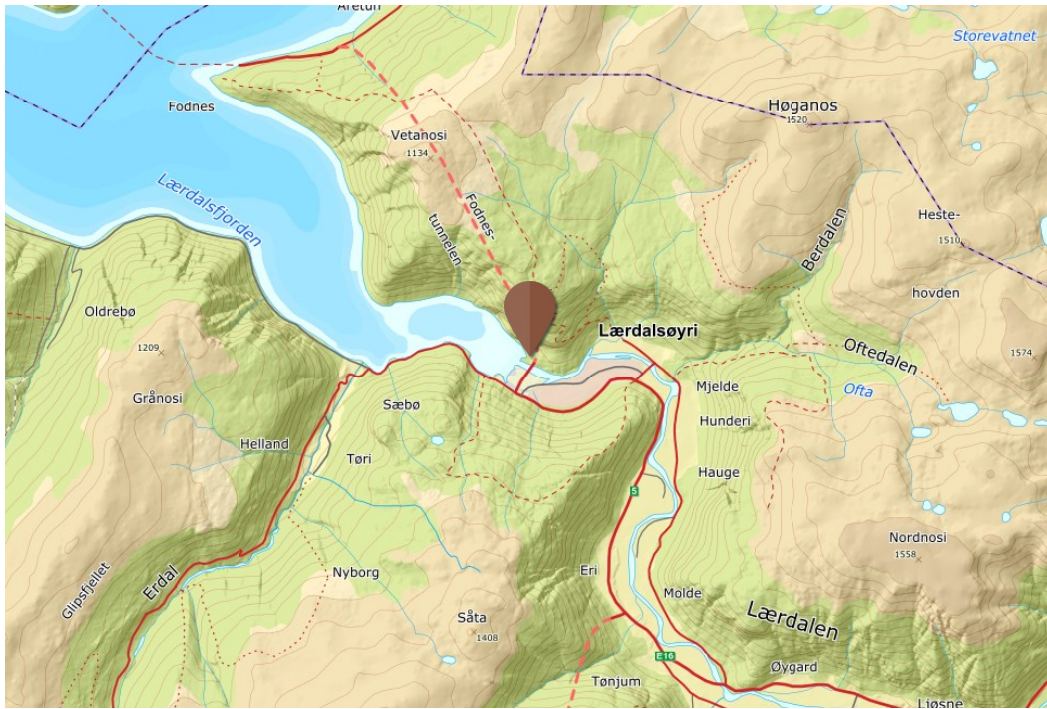 Åretun
Storevatnet
Fodnes
Høganos
1520
Vetanosi
1134
Lærdalsfjorden
Fodnes-
tunnelen
Berdalen
Heste-
1510
hovden
Oldrebø
1209
Lærdalsøyri
Oftedalen
1574
Grånosi
Sæbø
Mjelde
Ofta
Hunderi
Helland
Tøri
Hauge
5
Nordnosi
1558
Glipsfjellet
Erdal
Nyborg
Eri
Molde
Såta
1408
Lærdalen
E16
Øygard
Tønjum
Ljøsne